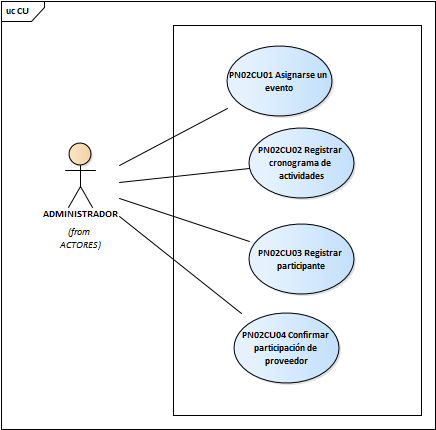 uc CU
PN02CU01 Asignarse un
evento
PN02CU02 Registrar
cronograma de
actividades
ADMINISTRADOR
(from
ACTORES)
PN02CU03 Registrar
participante
PN02CU04 Confirmar
participación de
proveedor